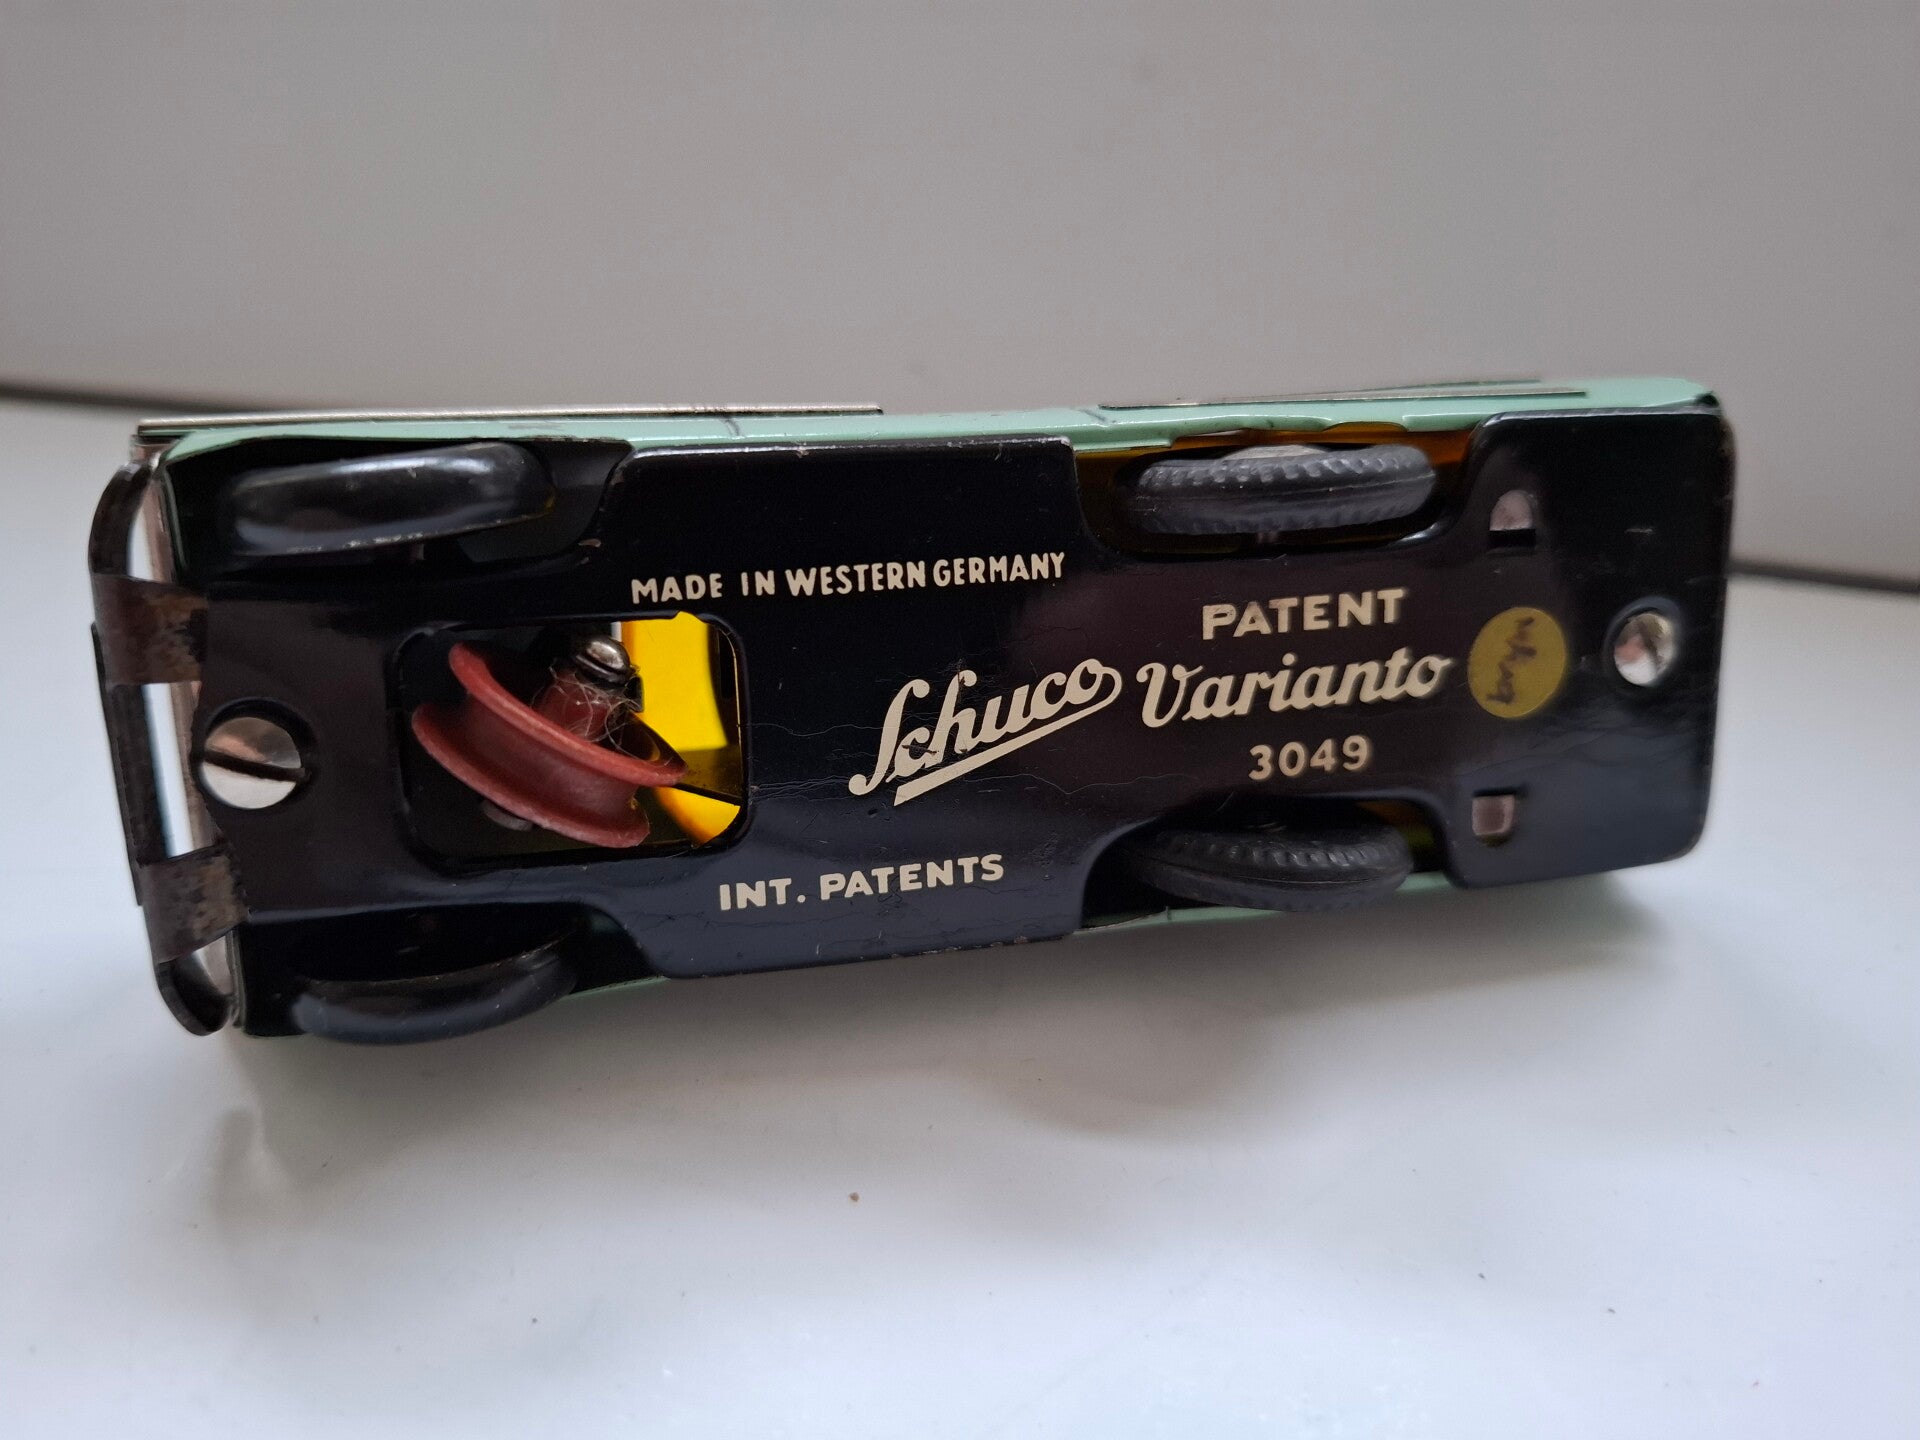 MADE IN WESTERN GERMANY
Schuco
PATENT
Varianto
3049
INT. PATENTS